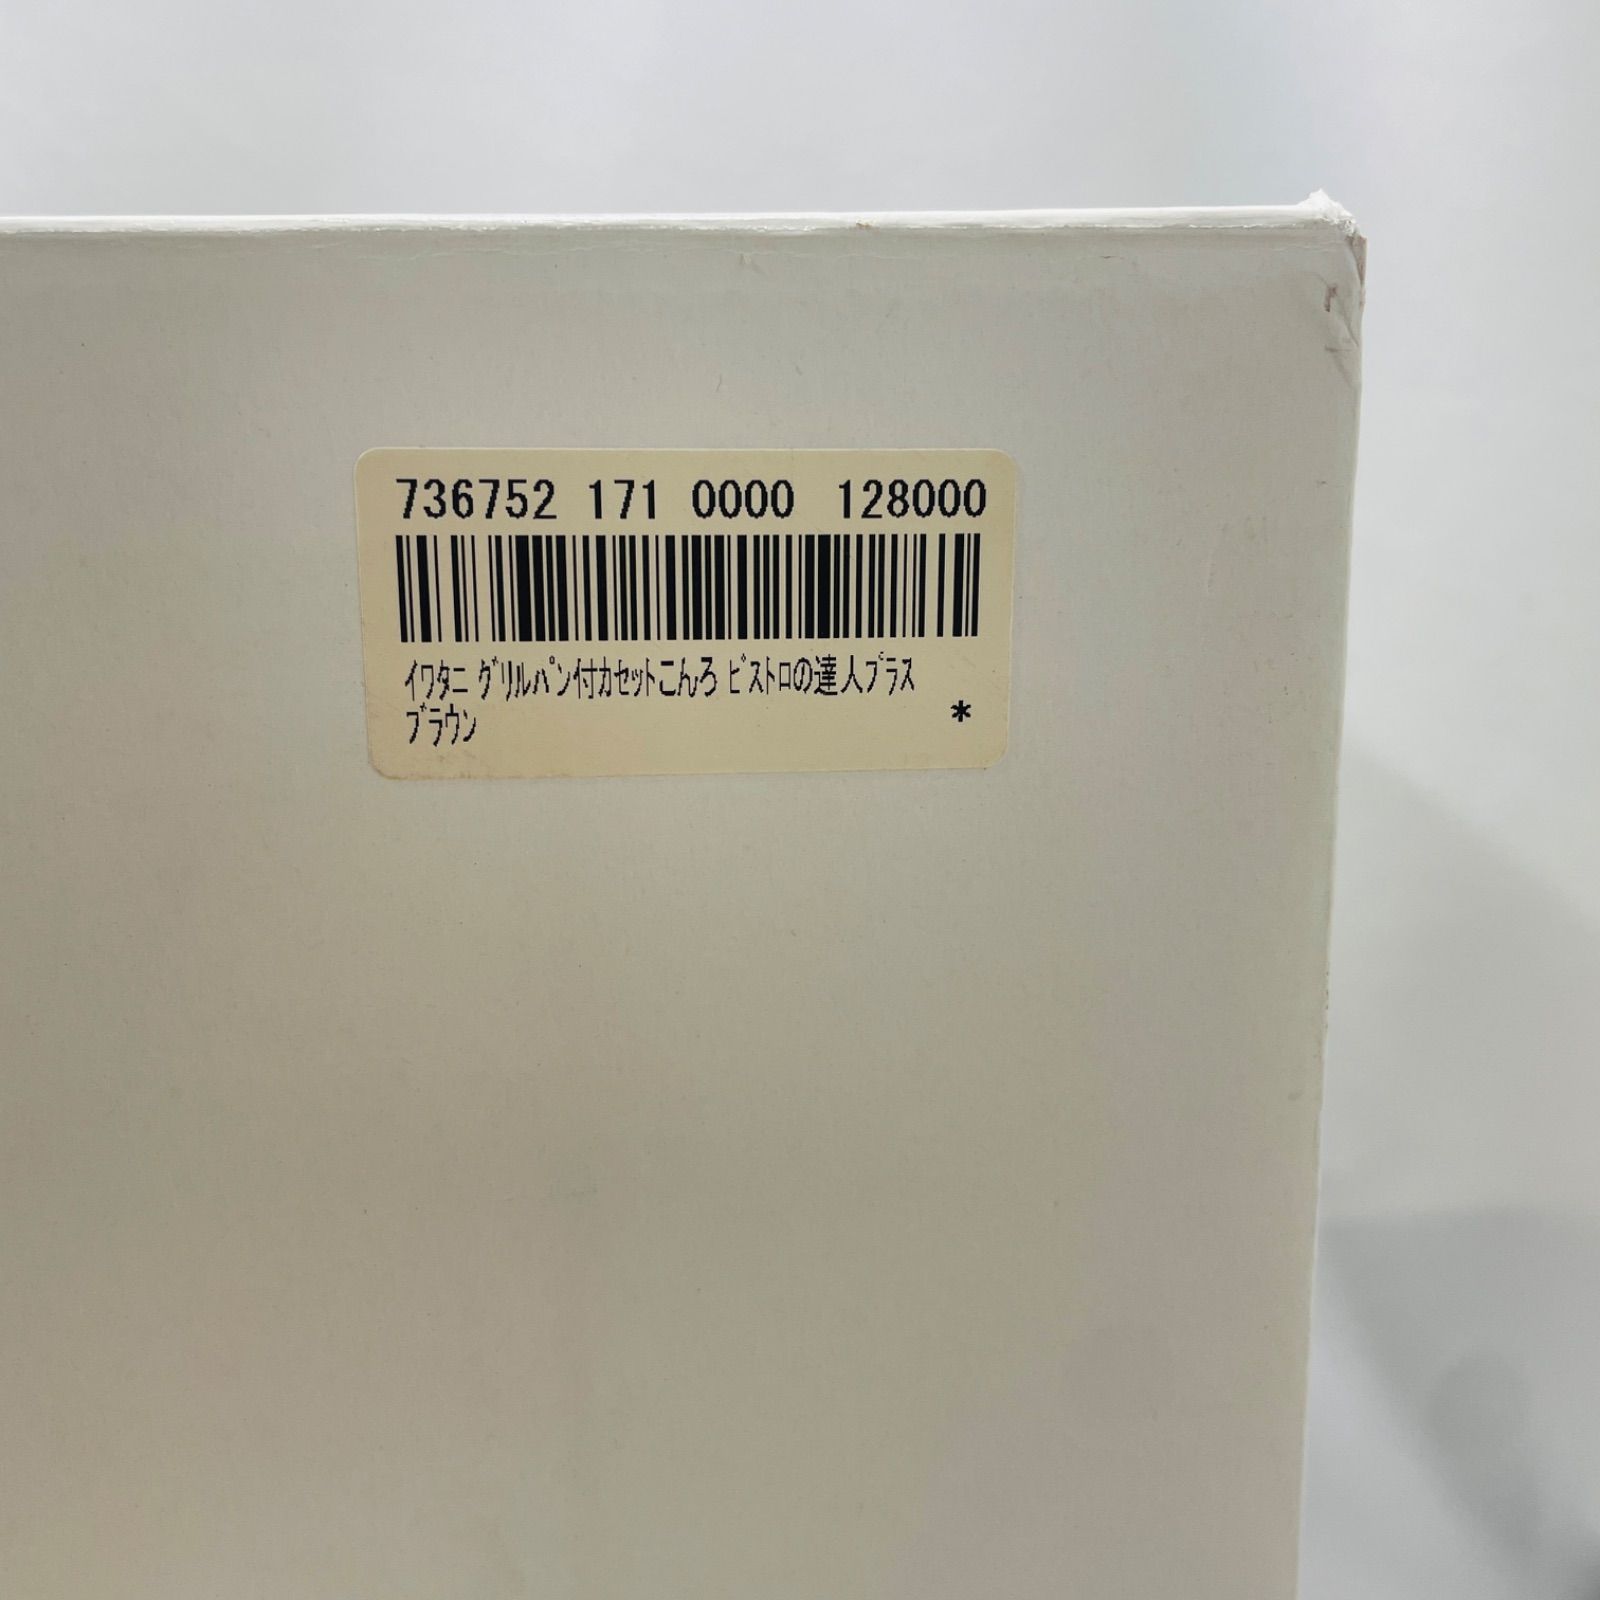 736752 171 0000 128000
ｲﾜﾀﾆ ｸﾞﾘﾙﾊﾟﾝ付ｶｾｯﾄこんろ ﾋﾞｽﾄﾛの達人ﾌﾟﾗｽ
ﾌﾞﾗｳﾝ *